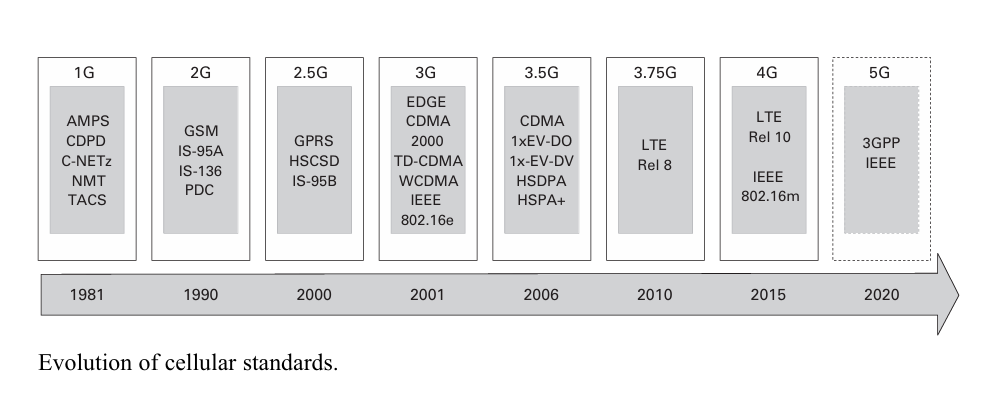 1G
AMPS
CDPD
C-NETz
NMT
TACS
2G
GSM
IS-95A
IS-136
PDC
2.5G
GPRS
HSCSD
IS-95B
3G
EDGE
CDMA
2000
TD-CDMA
WCDMA
IEEE
802.16e
3.5G
CDMA
1xEV-DO
1x-EV-DV
HSDPA
HSPA+
3.75G
LTE
Rel 8
4G
LTE
Rel 10
IEEE
802.16m
5G
3GPP
IEEE
1981 1990 2000 2001 2006 2010 2015 2020
Evolution of cellular standards.